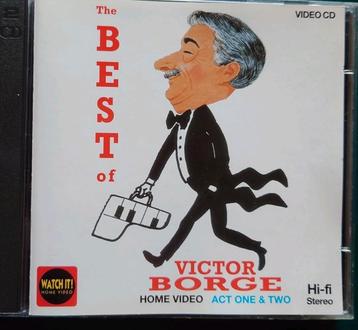 The
BEST
of
VIDEO CD
VICTOR
BORGE
HOME VIDEO ACT ONE & TWO
WATCH IT!
HOME VIDEO
Hi-fi
Stereo